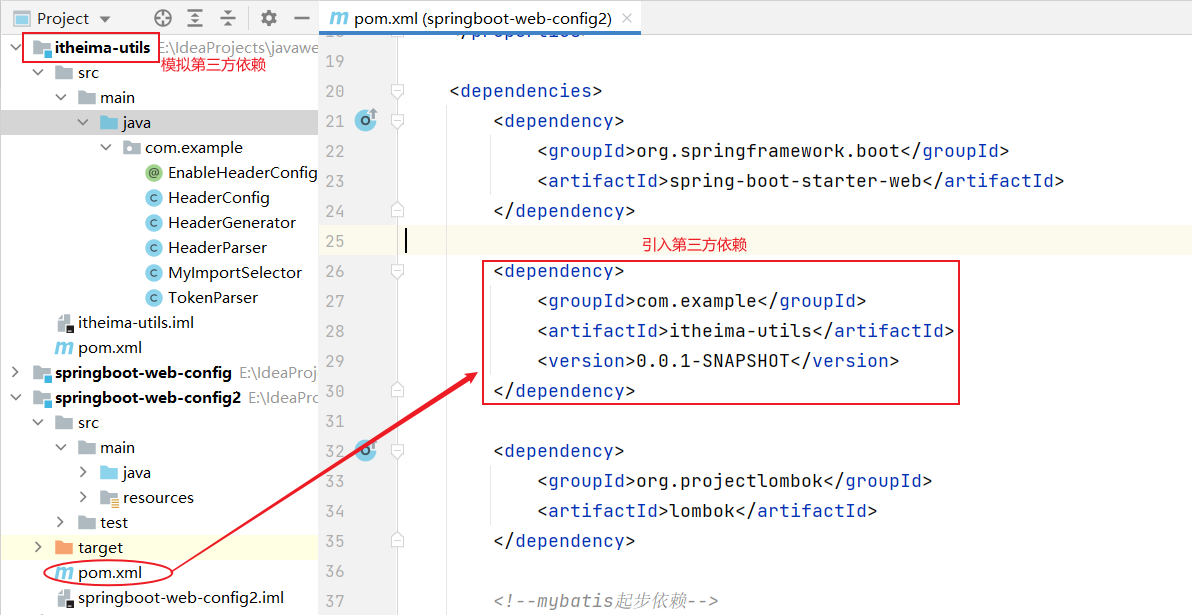 Project
itheima-utils E:\IdeaProjects\javawe
模拟第三方依赖
src
main
java
com.example
EnableHeaderConfig
HeaderConfig
HeaderGenerator
HeaderParser
MyImportSelector
TokenParser
itheima-utils.iml
pom.xml
springboot-web-config E:\IdeaProj
springboot-web-config2 E:\IdeaPro
src
main
java
resources
test
target
pom.xml
springboot-web-config2.iml
pom.xml (springboot-web-config2)
18 </properties>
19
20 <dependencies>
21 <dependency>
22 <groupId>org.springframework.boot</groupId>
23 <artifactId>spring-boot-starter-web</artifactId>
24 </dependency>
25
引入第三方依赖
26 <dependency>
27 <groupId>com.example</groupId>
28 <artifactId>itheima-utils</artifactId>
29 <version>0.0.1-SNAPSHOT</version>
30 </dependency>
31
32 <dependency>
33 <groupId>org.projectlombok</groupId>
34 <artifactId>lombok</artifactId>
35 </dependency>
36
37 <!--mybatis起步依赖-->